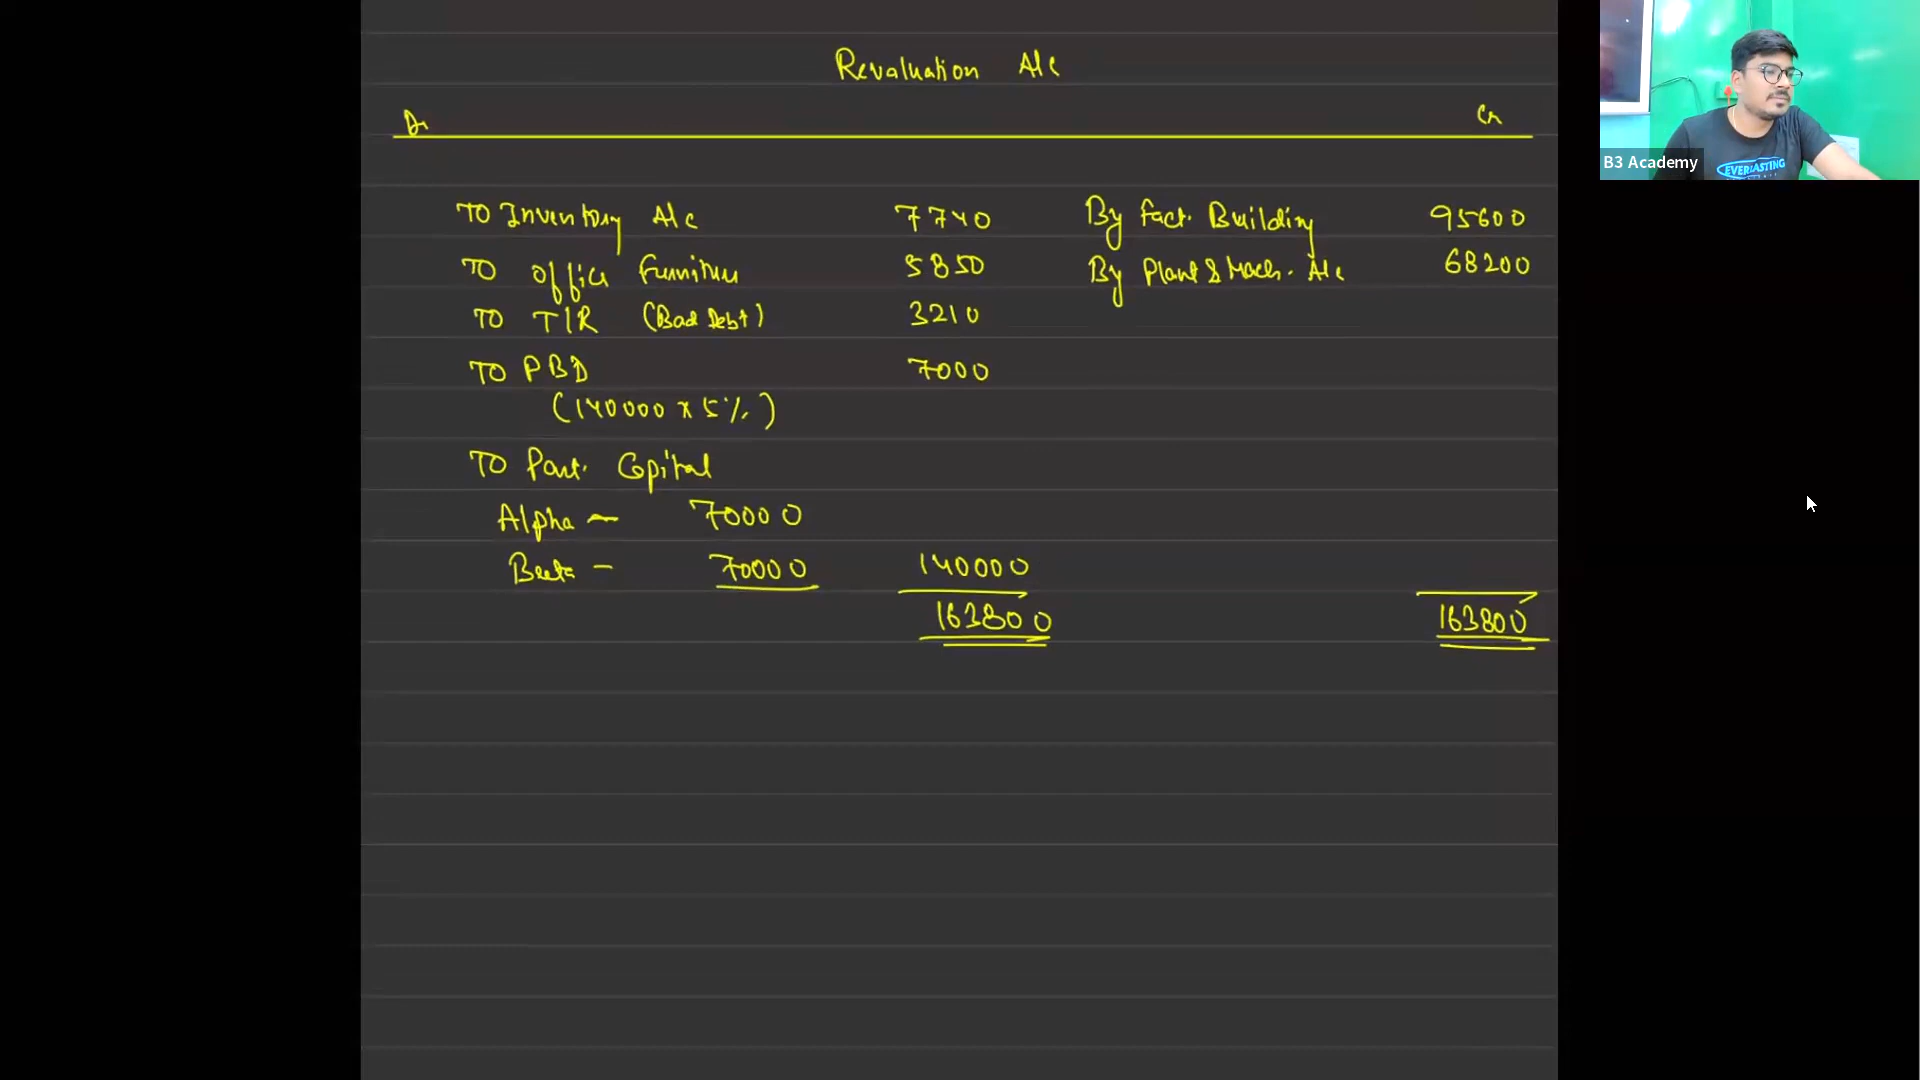 Revaluation A/c
Dr Cr
To Inventory A/c 7740 By Fact. Building 95600
To Office Furniture 5850 By Plant & Mach. A/c 68200
To T/R (Bad Debt) 3210
To PBD 7000
(140000 x 5%)
To Part. Capital
Alpha - 70000
Beeta - 70000 140000
163800 163800
B3 Academy
EVERLASTING